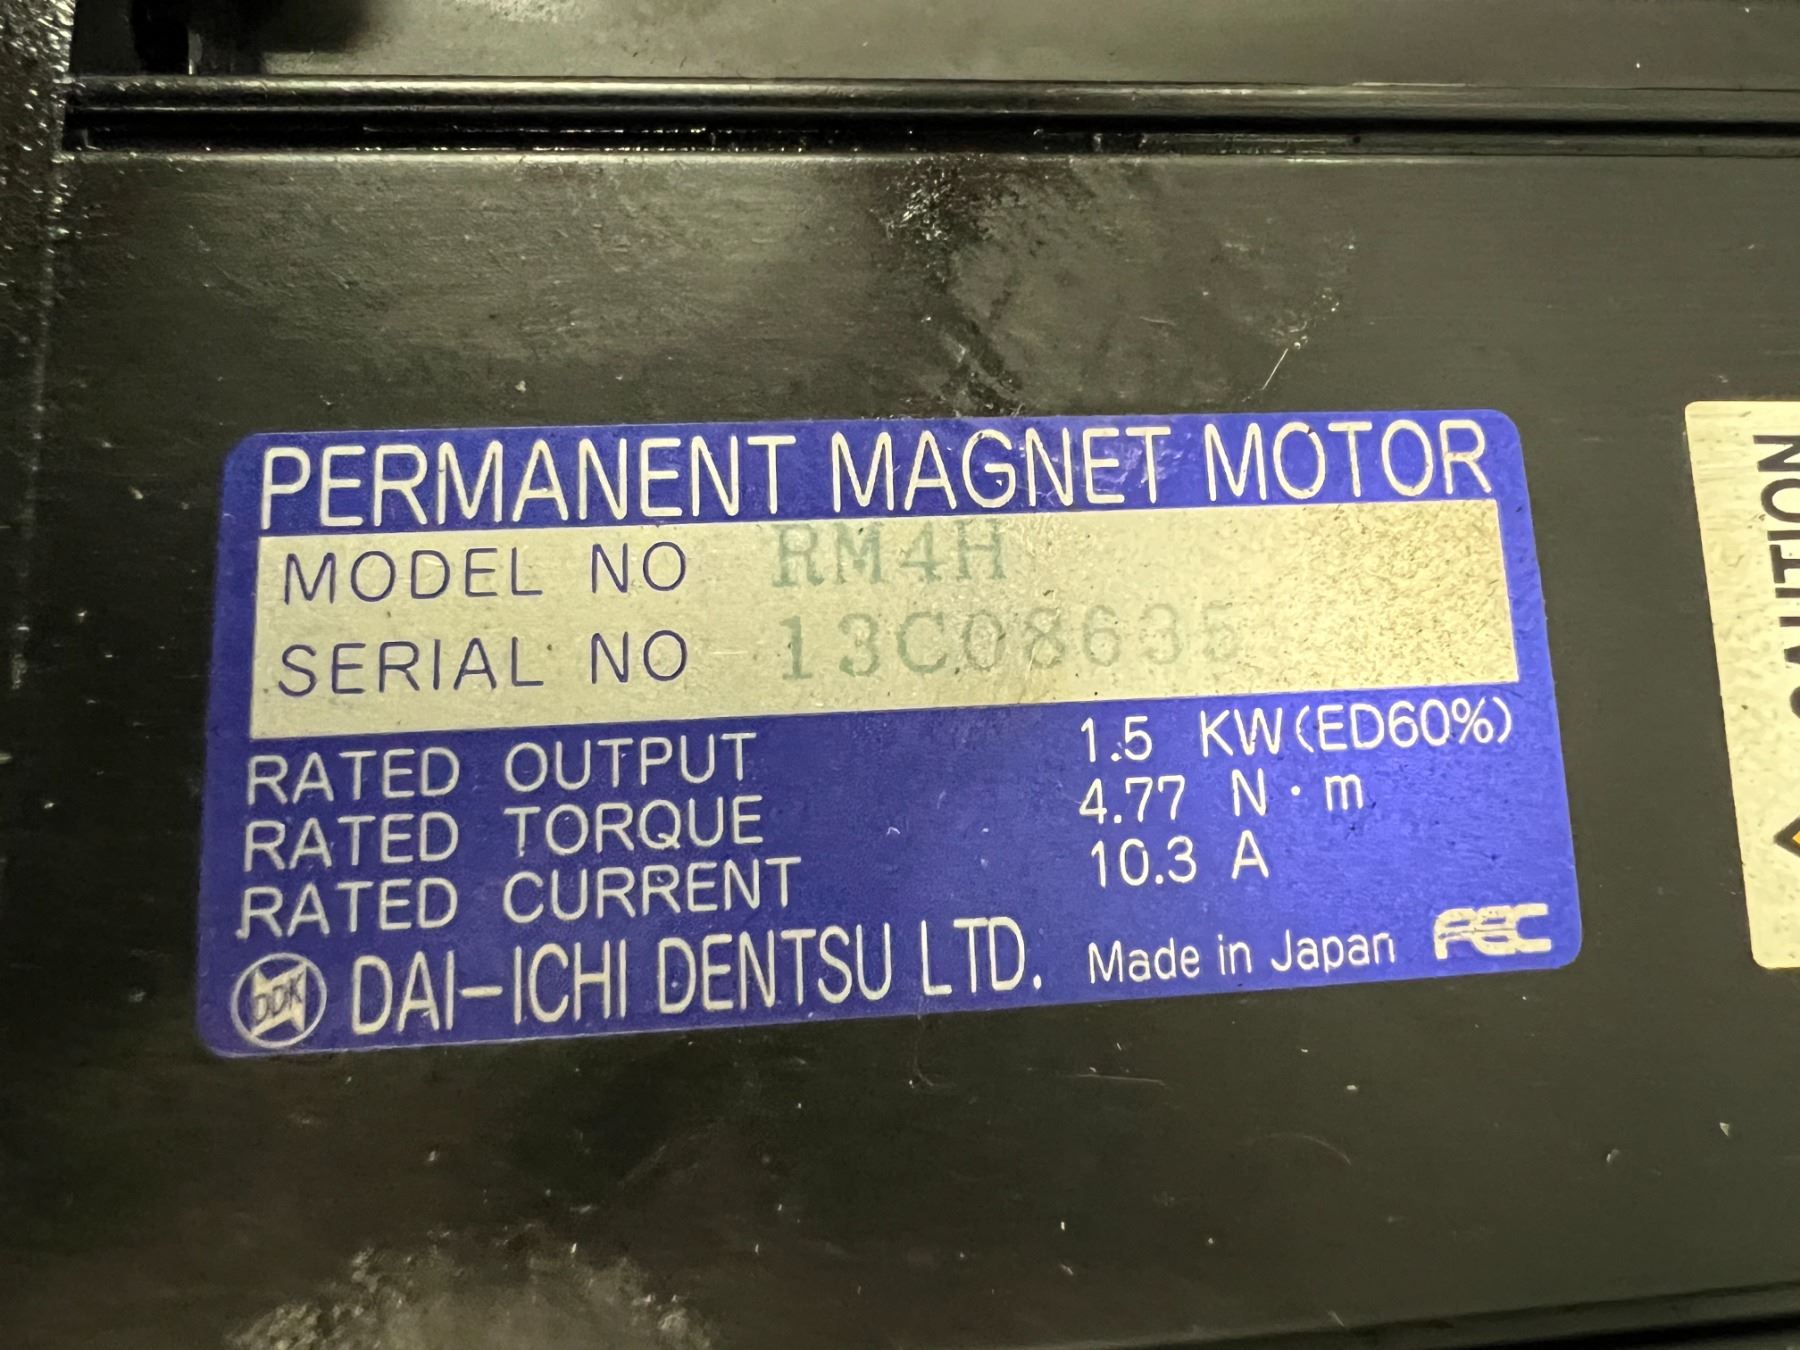 PERMANENT MAGNET MOTOR
MODEL NO RM4H
SERIAL NO 13C08635
RATED OUTPUT 1.5 KW(ED60%)
RATED TORQUE 4.77 N·m
RATED CURRENT 10.3 A
DDK DAI-ICHI DENTSU LTD. Made in Japan FEC
CAUTION